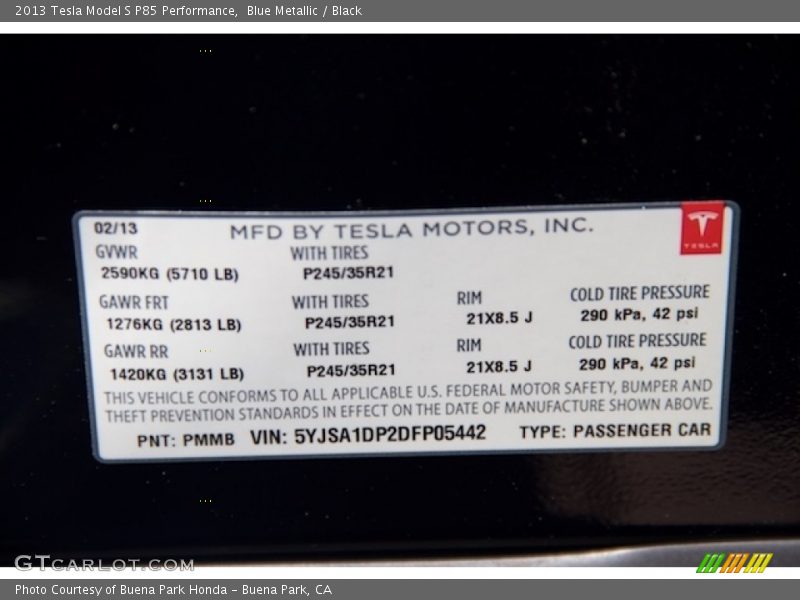 2013 Tesla Model S P85 Performance, Blue Metallic / Black
02/13
MFD BY TESLA MOTORS, INC.
TESLA
GVWR WITH TIRES
2590KG (5710 LB) P245/35R21
GAWR FRT WITH TIRES RIM COLD TIRE PRESSURE
1276KG (2813 LB) P245/35R21 21X8.5 J 290 kPa, 42 psi
GAWR RR WITH TIRES RIM COLD TIRE PRESSURE
1420KG (3131 LB) P245/35R21 21X8.5 J 290 kPa, 42 psi
THIS VEHICLE CONFORMS TO ALL APPLICABLE U.S. FEDERAL MOTOR SAFETY, BUMPER AND
THEFT PREVENTION STANDARDS IN EFFECT ON THE DATE OF MANUFACTURE SHOWN ABOVE.
PNT: PMMB VIN: 5YJSA1DP2DFP05442 TYPE: PASSENGER CAR
GTCARLOT.COM
Photo Courtesy of Buena Park Honda – Buena Park, CA